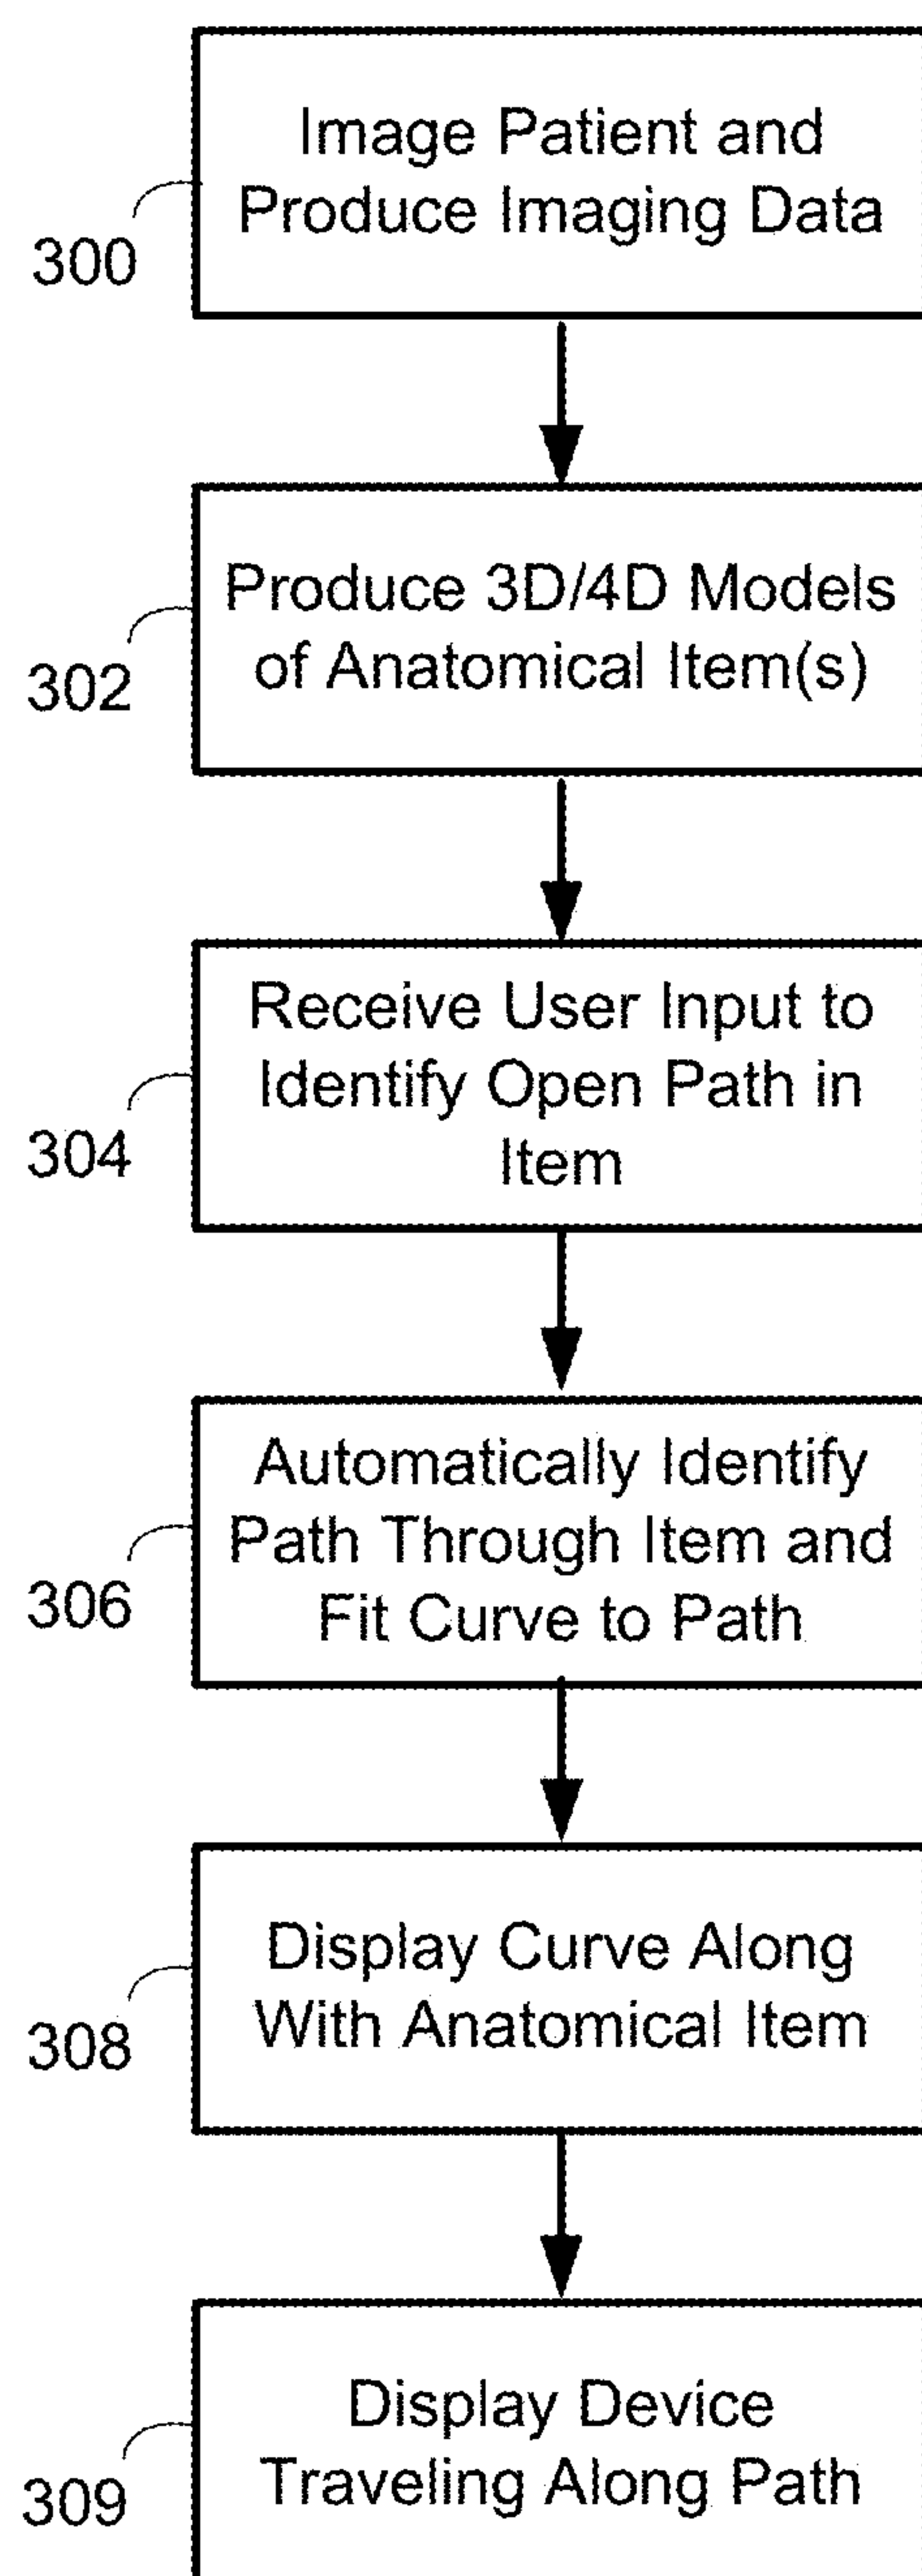 Image Patient and
Produce Imaging Data
300
Produce 3D/4D Models
of Anatomical Item(s)
302
Receive User Input to
Identify Open Path in
Item
304
Automatically Identify
Path Through Item and
Fit Curve to Path
306
Display Curve Along
With Anatomical Item
308
Display Device
Traveling Along Path
309